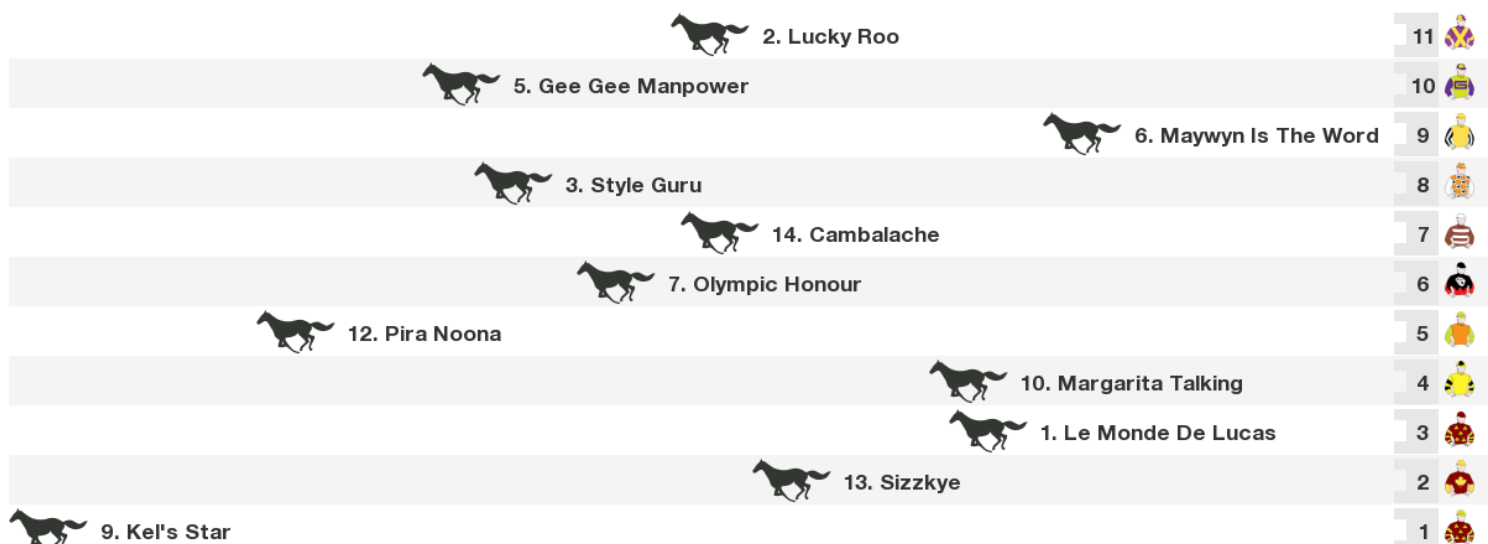 2. Lucky Roo 11
5. Gee Gee Manpower 10
6. Maywyn Is The Word 9
3. Style Guru 8
14. Cambalache 7
7. Olympic Honour 6
12. Pira Noona 5
10. Margarita Talking 4
1. Le Monde De Lucas 3
13. Sizzkye 2
9. Kel's Star 1